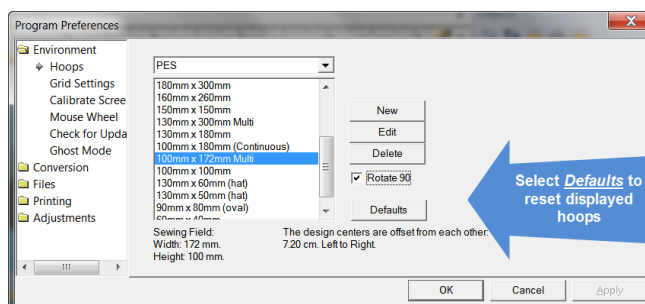 Program Preferences
Environment
Hoops
Grid Settings
Calibrate Scree
Mouse Wheel
Check for Upda
Ghost Mode
Conversion
Files
Printing
Adjustments
PES
180mm x 300mm
160mm x 260mm
150mm x 150mm
130mm x 300mm Multi
130mm x 180mm
100mm x 180mm (Continuous)
100mm x 172mm Multi
100mm x 100mm
130mm x 60mm (hat)
130mm x 50mm (hat)
90mm x 80mm (oval)
60mm x 40mm
New
Edit
Delete
Rotate 90
Defaults
Sewing Field:
Width: 172 mm.
Height: 100 mm.
The design centers are offset from each other:
7.20 cm. Left to Right.
Select Defaults to
reset displayed
hoops
OK
Cancel
Apply